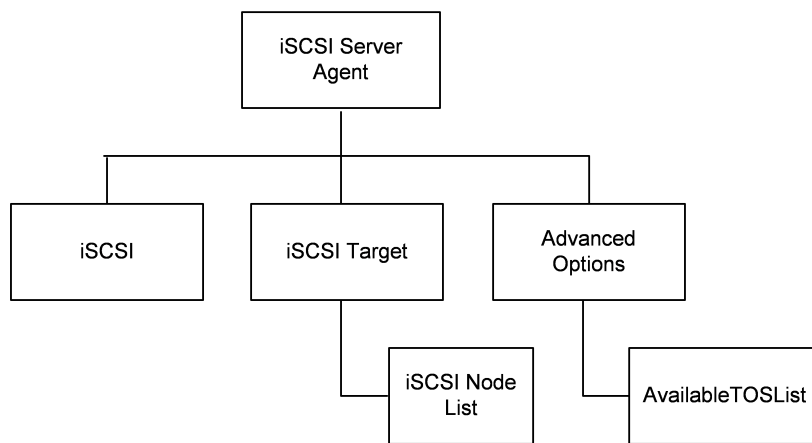 iSCSI Server
Agent
iSCSI
iSCSI Target
Advanced
Options
iSCSI Node
List
AvailableTOSList